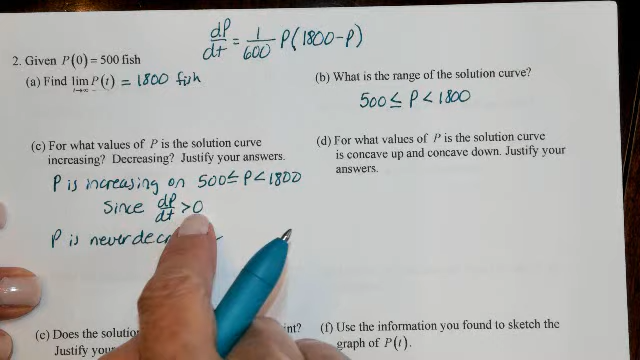 dP/dt = 1/600 P(1800-P)
2. Given P(0) = 500 fish
(a) Find lim t→∞ P(t) = 1800 fish
(b) What is the range of the solution curve?
500 ≤ P < 1800
(c) For what values of P is the solution curve
increasing? Decreasing? Justify your answers.
P is increasing on 500 ≤ P < 1800
Since dP/dt > 0
P is never
(d) For what values of P is the solution curve
is concave up and concave down. Justify your
answers.
(e) Does the
Justify
(f) Use the information you found to sketch the
graph of P(t).